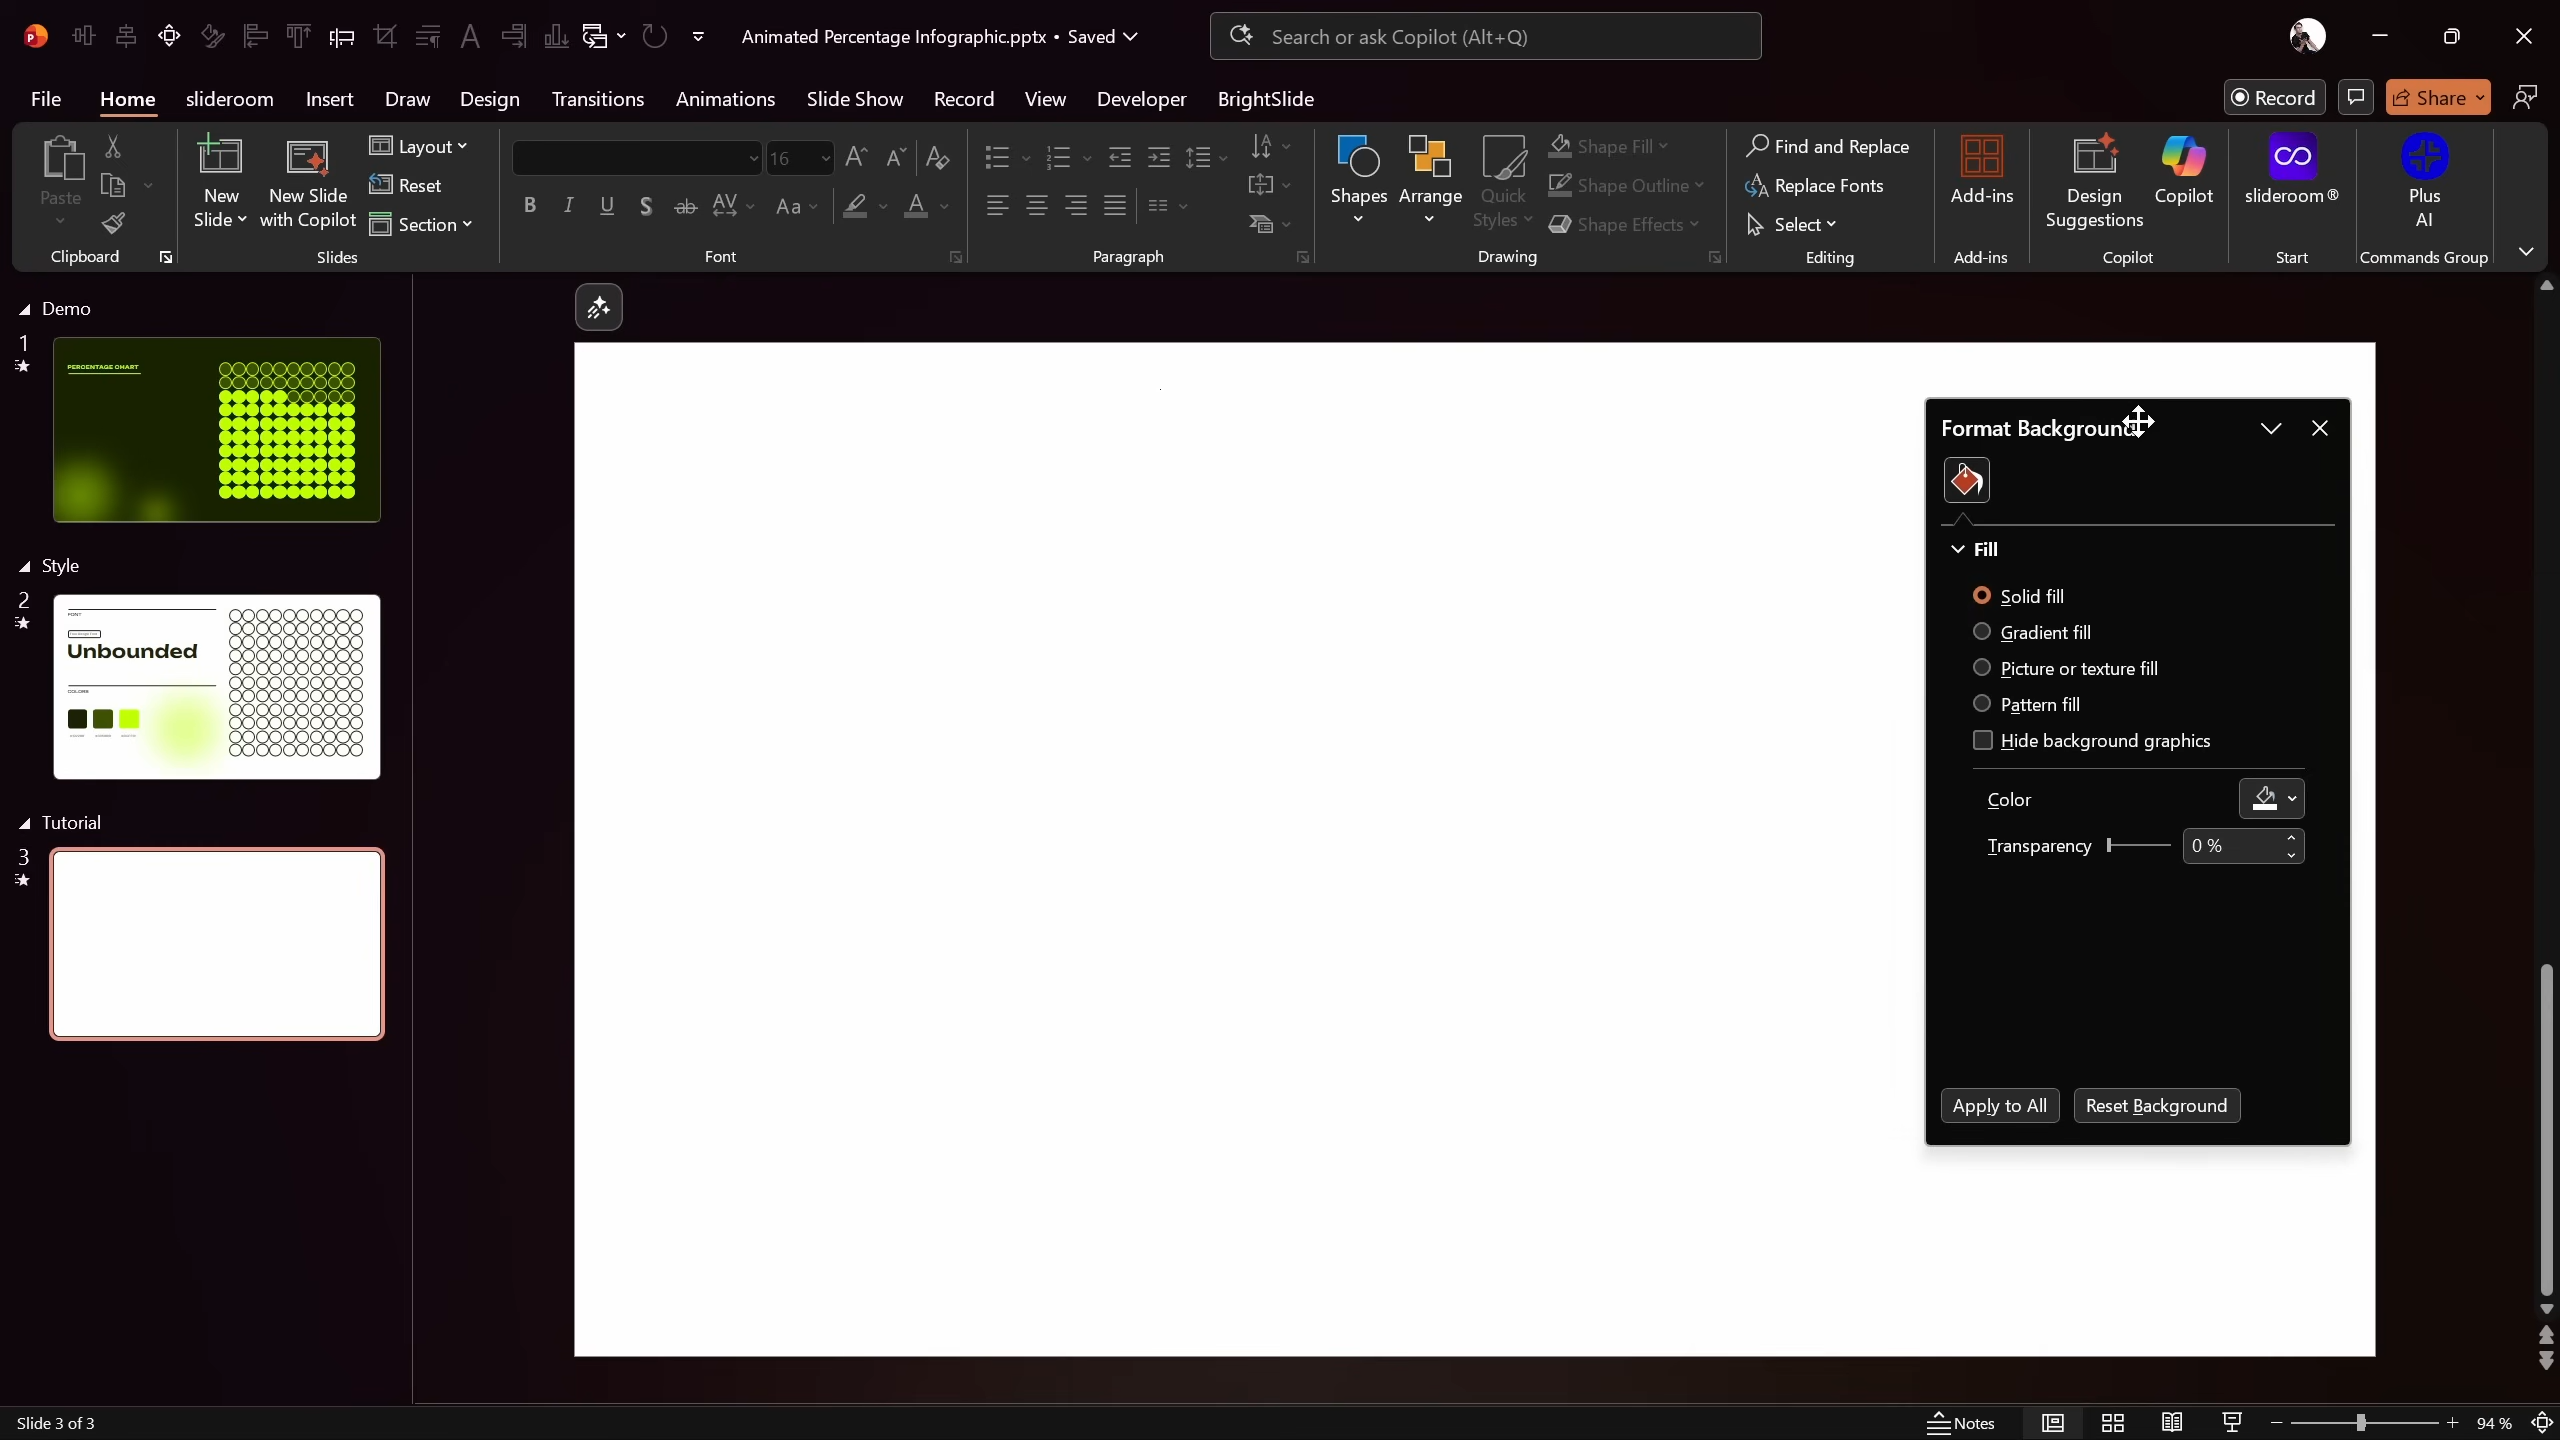 Animated Percentage Infographic.pptx • Saved
Search or ask Copilot (Alt+Q)
File Home slideroom Insert Draw Design Transitions Animations Slide Show Record View Developer BrightSlide
Record Share
Paste
Clipboard
New Slide
New Slide with Copilot
Layout
Reset
Section
Slides
16
B I U S ab AV Aa A
Font
Paragraph
Shapes
Arrange
Quick Styles
Shape Fill
Shape Outline
Shape Effects
Drawing
Find and Replace
Replace Fonts
Select
Editing
Add-ins
Add-ins
Design Suggestions
Copilot
Copilot
slideroom ®
Start
Plus AI
Commands Group
Demo
1
PERCENTAGE CHART
Style
2
FONT
Unbounded
COLORS
Tutorial
3
Format Background
Fill
Solid fill
Gradient fill
Picture or texture fill
Pattern fill
Hide background graphics
Color
Transparency 0 %
Apply to All Reset Background
Slide 3 of 3
Notes
94 %